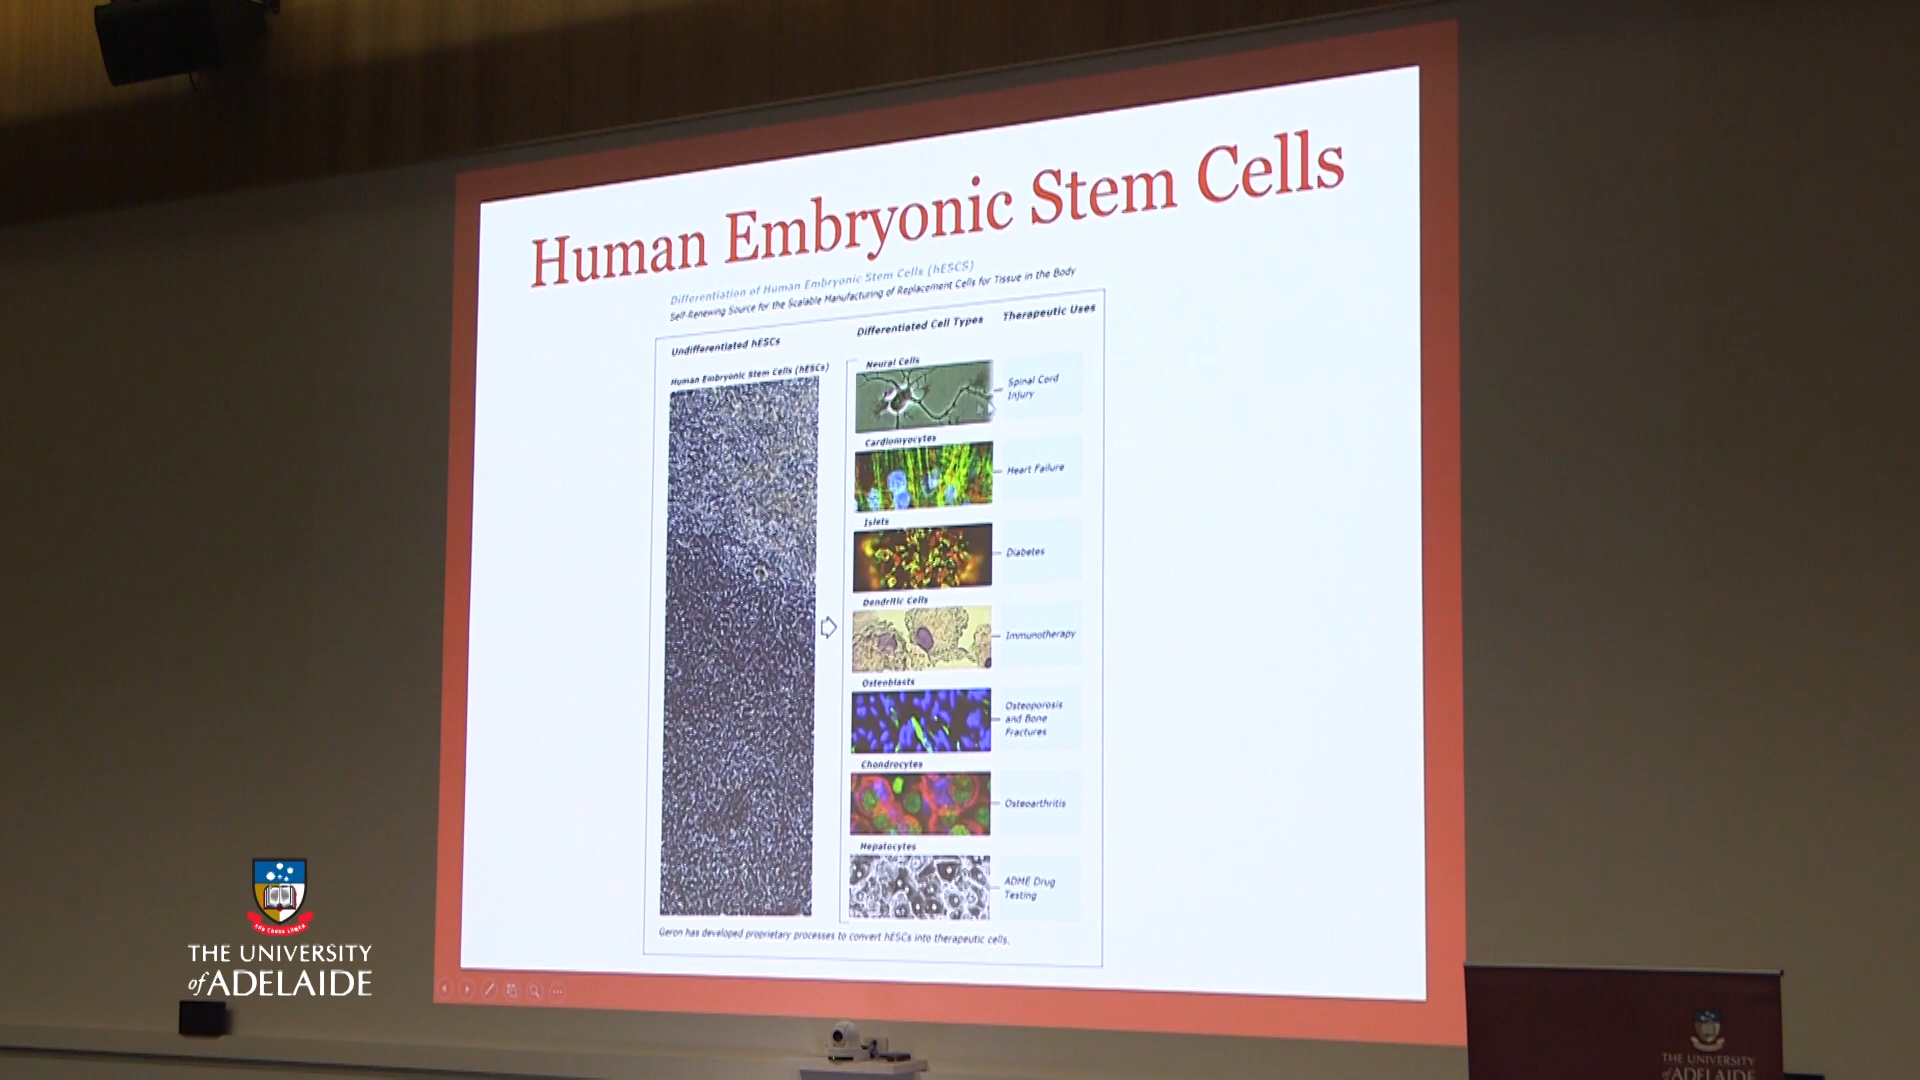 Human Embryonic Stem Cells
Differentiation of Human Embryonic Stem Cells (hESCS)
Self-Renewing Source for the Scalable Manufacturing of Replacement Cells for Tissue in the Body
Undifferentiated hESCs
Differentiated Cell Types
Therapeutic Uses
Human Embryonic Stem Cells (hESCs)
Neural Cells
Spinal Cord
Injury
Cardiomyocytes
Heart Failure
Islets
Diabetes
Dendritic Cells
Immunotherapy
Osteoblasts
Osteoporosis
and Bone
Fractures
Chondrocytes
Osteoarthritis
Hepatocytes
ADME Drug
Testing
Geron has developed proprietary processes to convert hESCs into therapeutic cells.
THE UNIVERSITY
of ADELAIDE
THE UNIVERSITY
of ADELAIDE